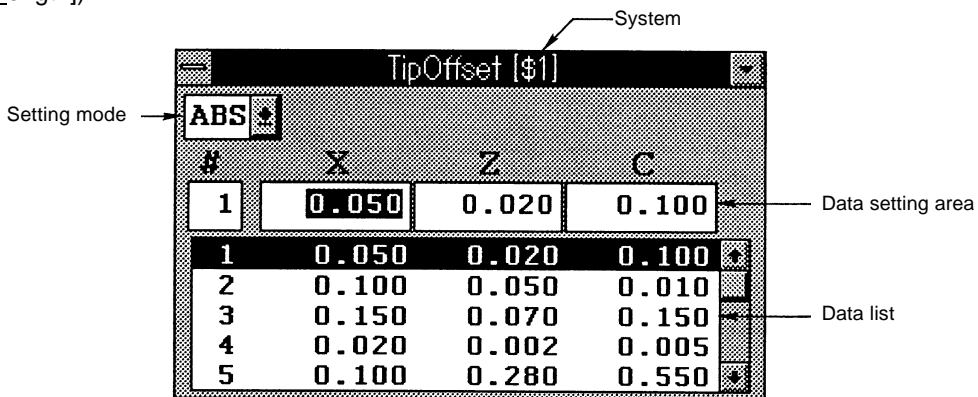 System
TipOffset [$1]
Setting mode
ABS
# X Z C
1 0.050 0.020 0.100
Data setting area
1 0.050 0.020 0.100
2 0.100 0.050 0.010
3 0.150 0.070 0.150
Data list
4 0.020 0.002 0.005
5 0.100 0.280 0.550